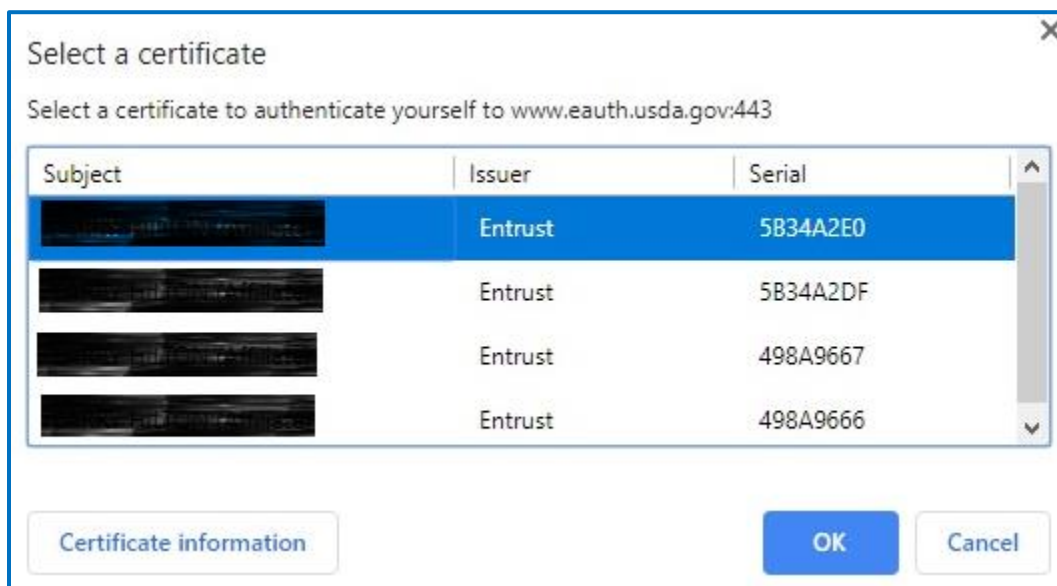 Select a certificate
Select a certificate to authenticate yourself to www.eauth.usda.gov:443
Subject Issuer Serial
Entrust 5B34A2E0
Entrust 5B34A2DF
Entrust 498A9667
Entrust 498A9666
Certificate information OK Cancel